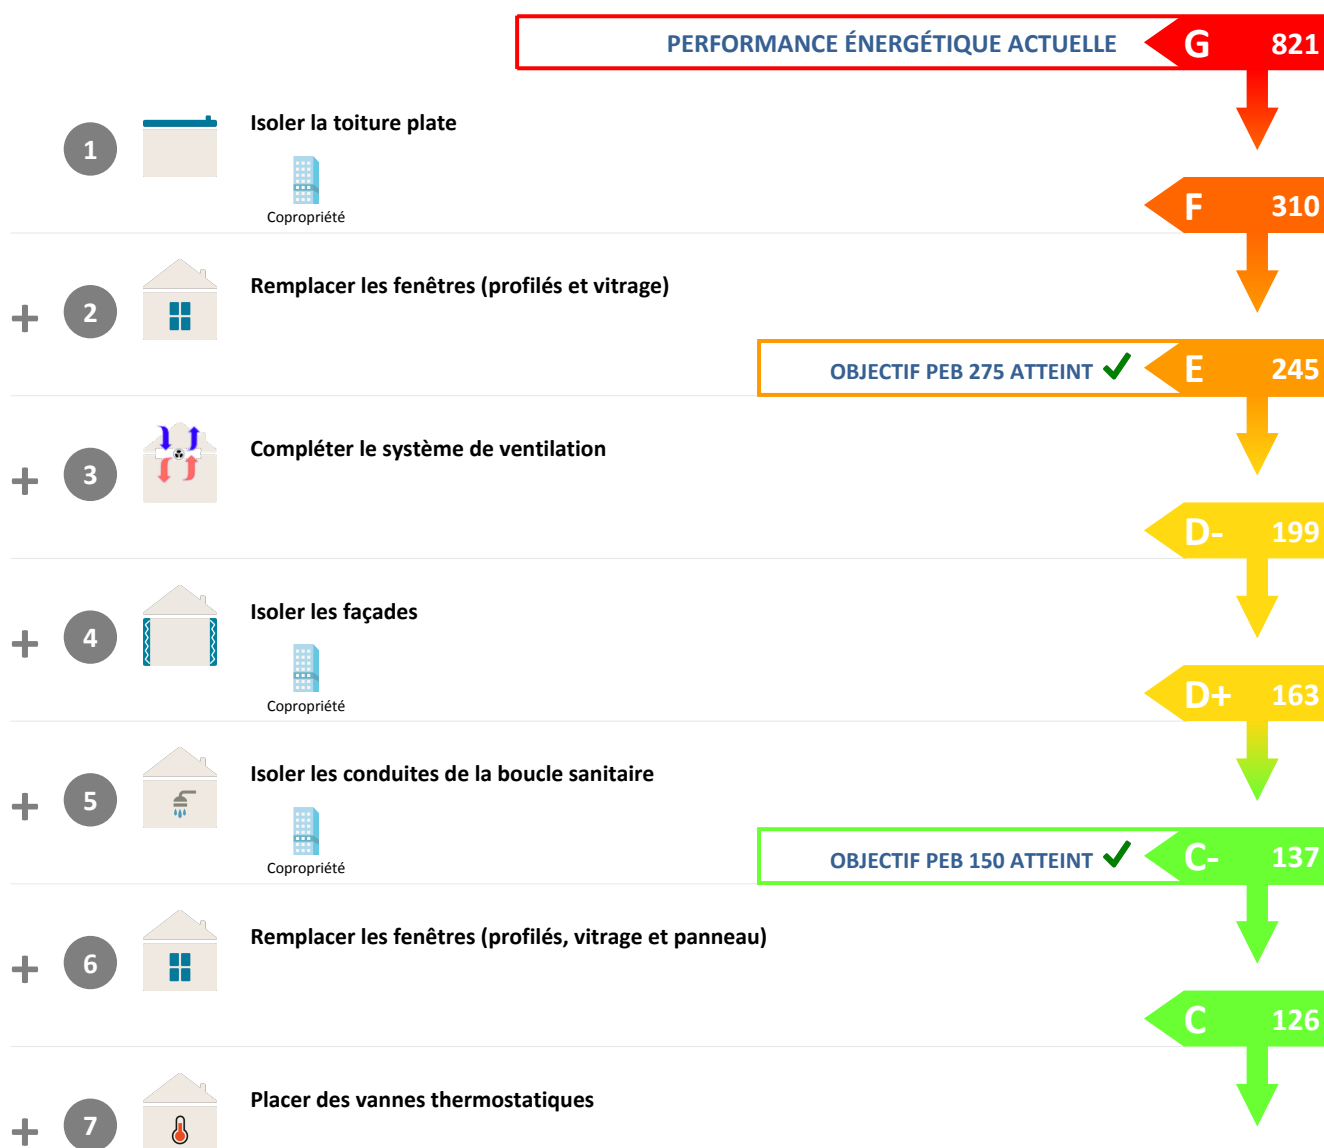 PERFORMANCE ÉNERGÉTIQUE ACTUELLE G 821
1 Isoler la toiture plate
Copropriété
F 310
+ 2 Remplacer les fenêtres (profilés et vitrage)
OBJECTIF PEB 275 ATTEINT E 245
+ 3 Compléter le système de ventilation
D- 199
+ 4 Isoler les façades
Copropriété
D+ 163
+ 5 Isoler les conduites de la boucle sanitaire
Copropriété
OBJECTIF PEB 150 ATTEINT C- 137
+ 6 Remplacer les fenêtres (profilés, vitrage et panneau)
C 126
+ 7 Placer des vannes thermostatiques